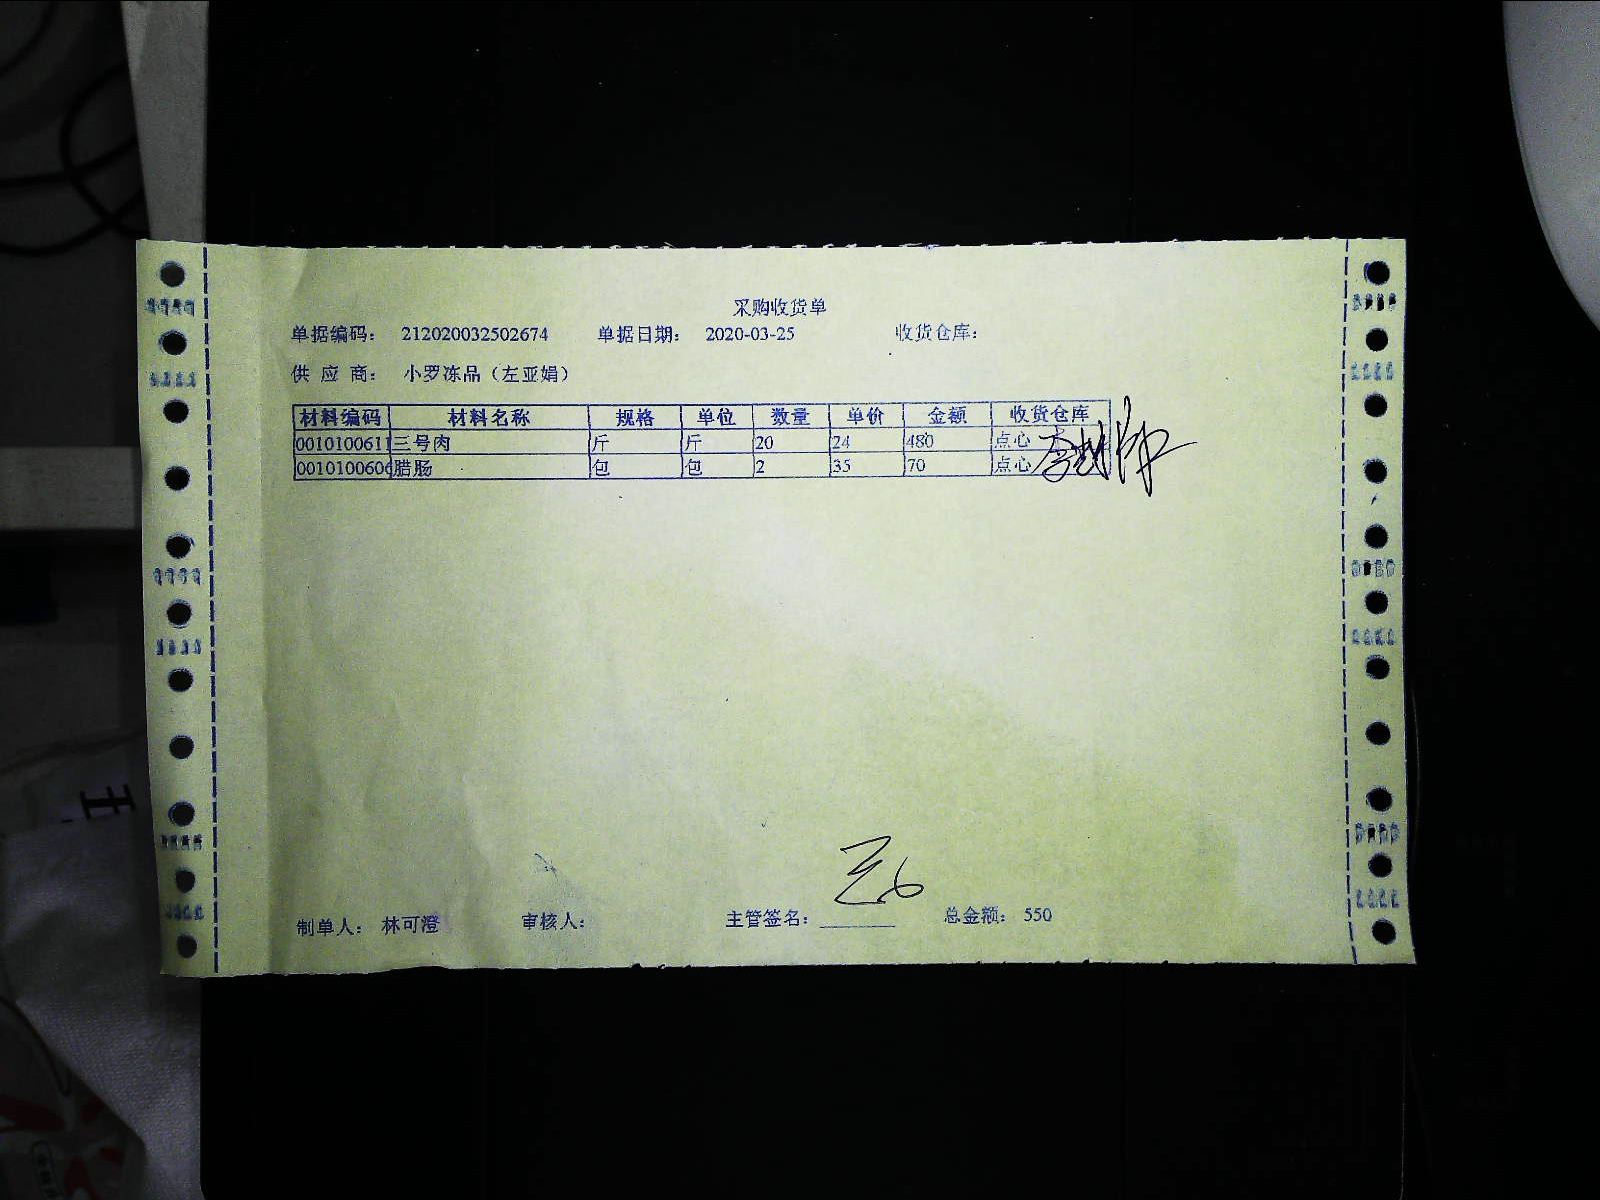 采购收货单
单据编码： 212020032502674 单据日期： 2020-03-25 收货仓库：
供 应 商： 小罗冻品（左亚娟）
材料编码 材料名称 规格 单位 数量 单价 金额 收货仓库
0010100611 三号肉 斤 斤 20 24 480 点心
001010060 腊肠 包 包 2 35 70 点心
制单人： 林可澄 审核人： 主管签名： 总金额： 550